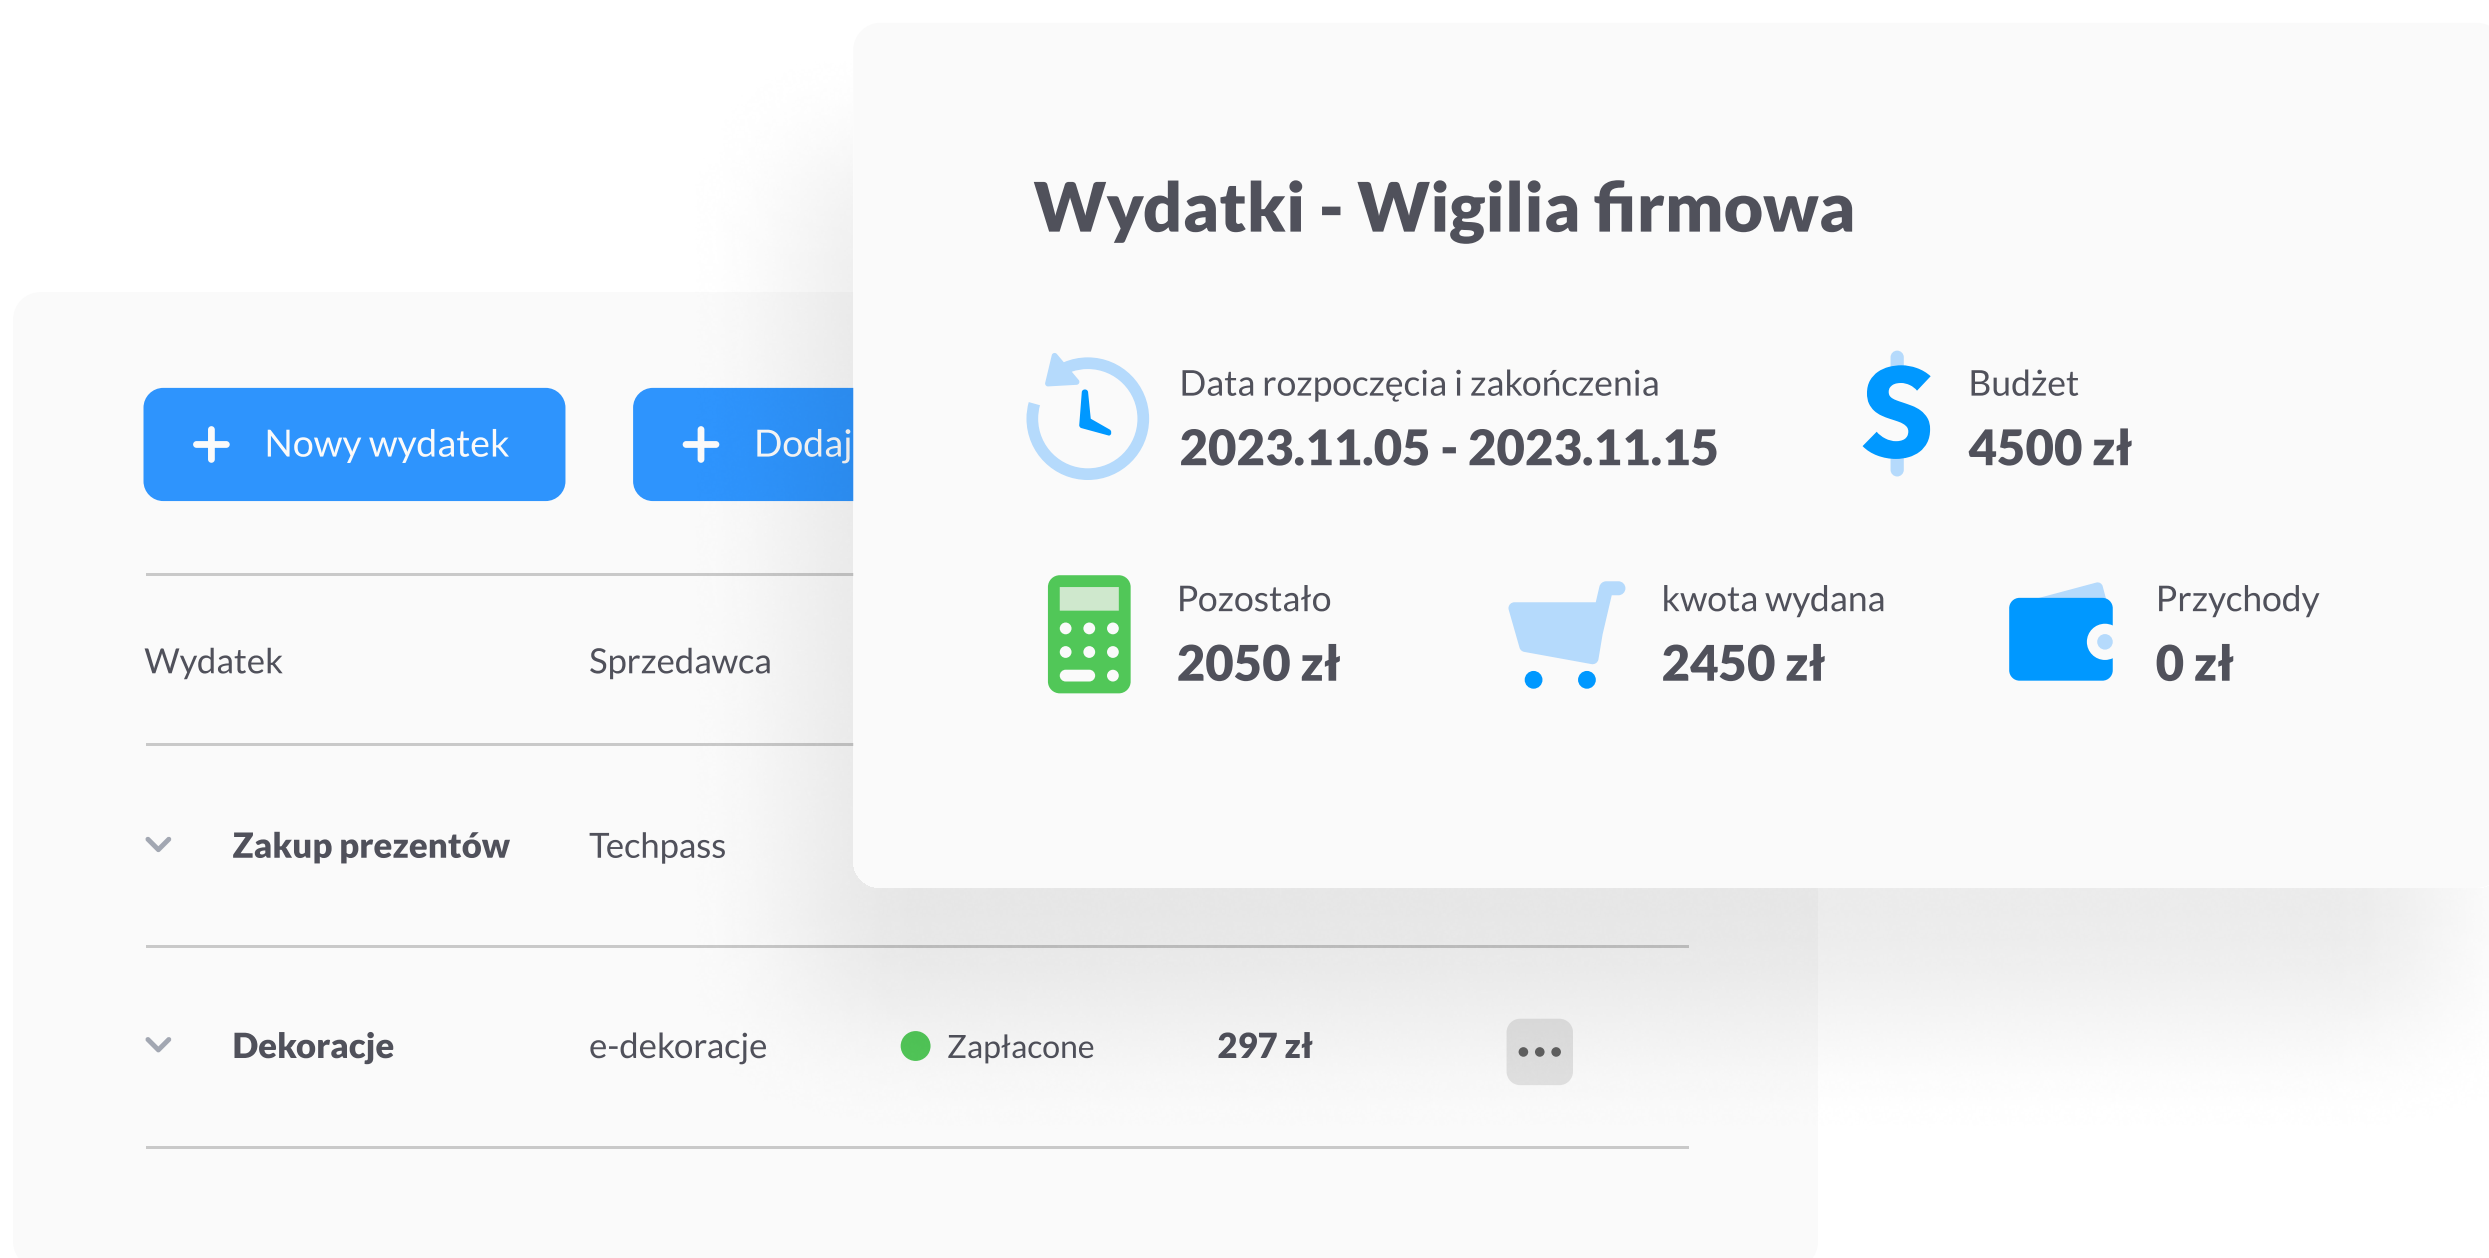 Wydatki - Wigilia firmowa
Data rozpoczęcia i zakończenia
2023.11.05 - 2023.11.15
Budżet
4500 zł
Pozostało
2050 zł
kwota wydana
2450 zł
Przychody
0 zł
Nowy wydatek
Dodaj
Wydatek Sprzedawca
Zakup prezentów Techpass
Dekoracje e-dekoracje Zapłacone 297 zł